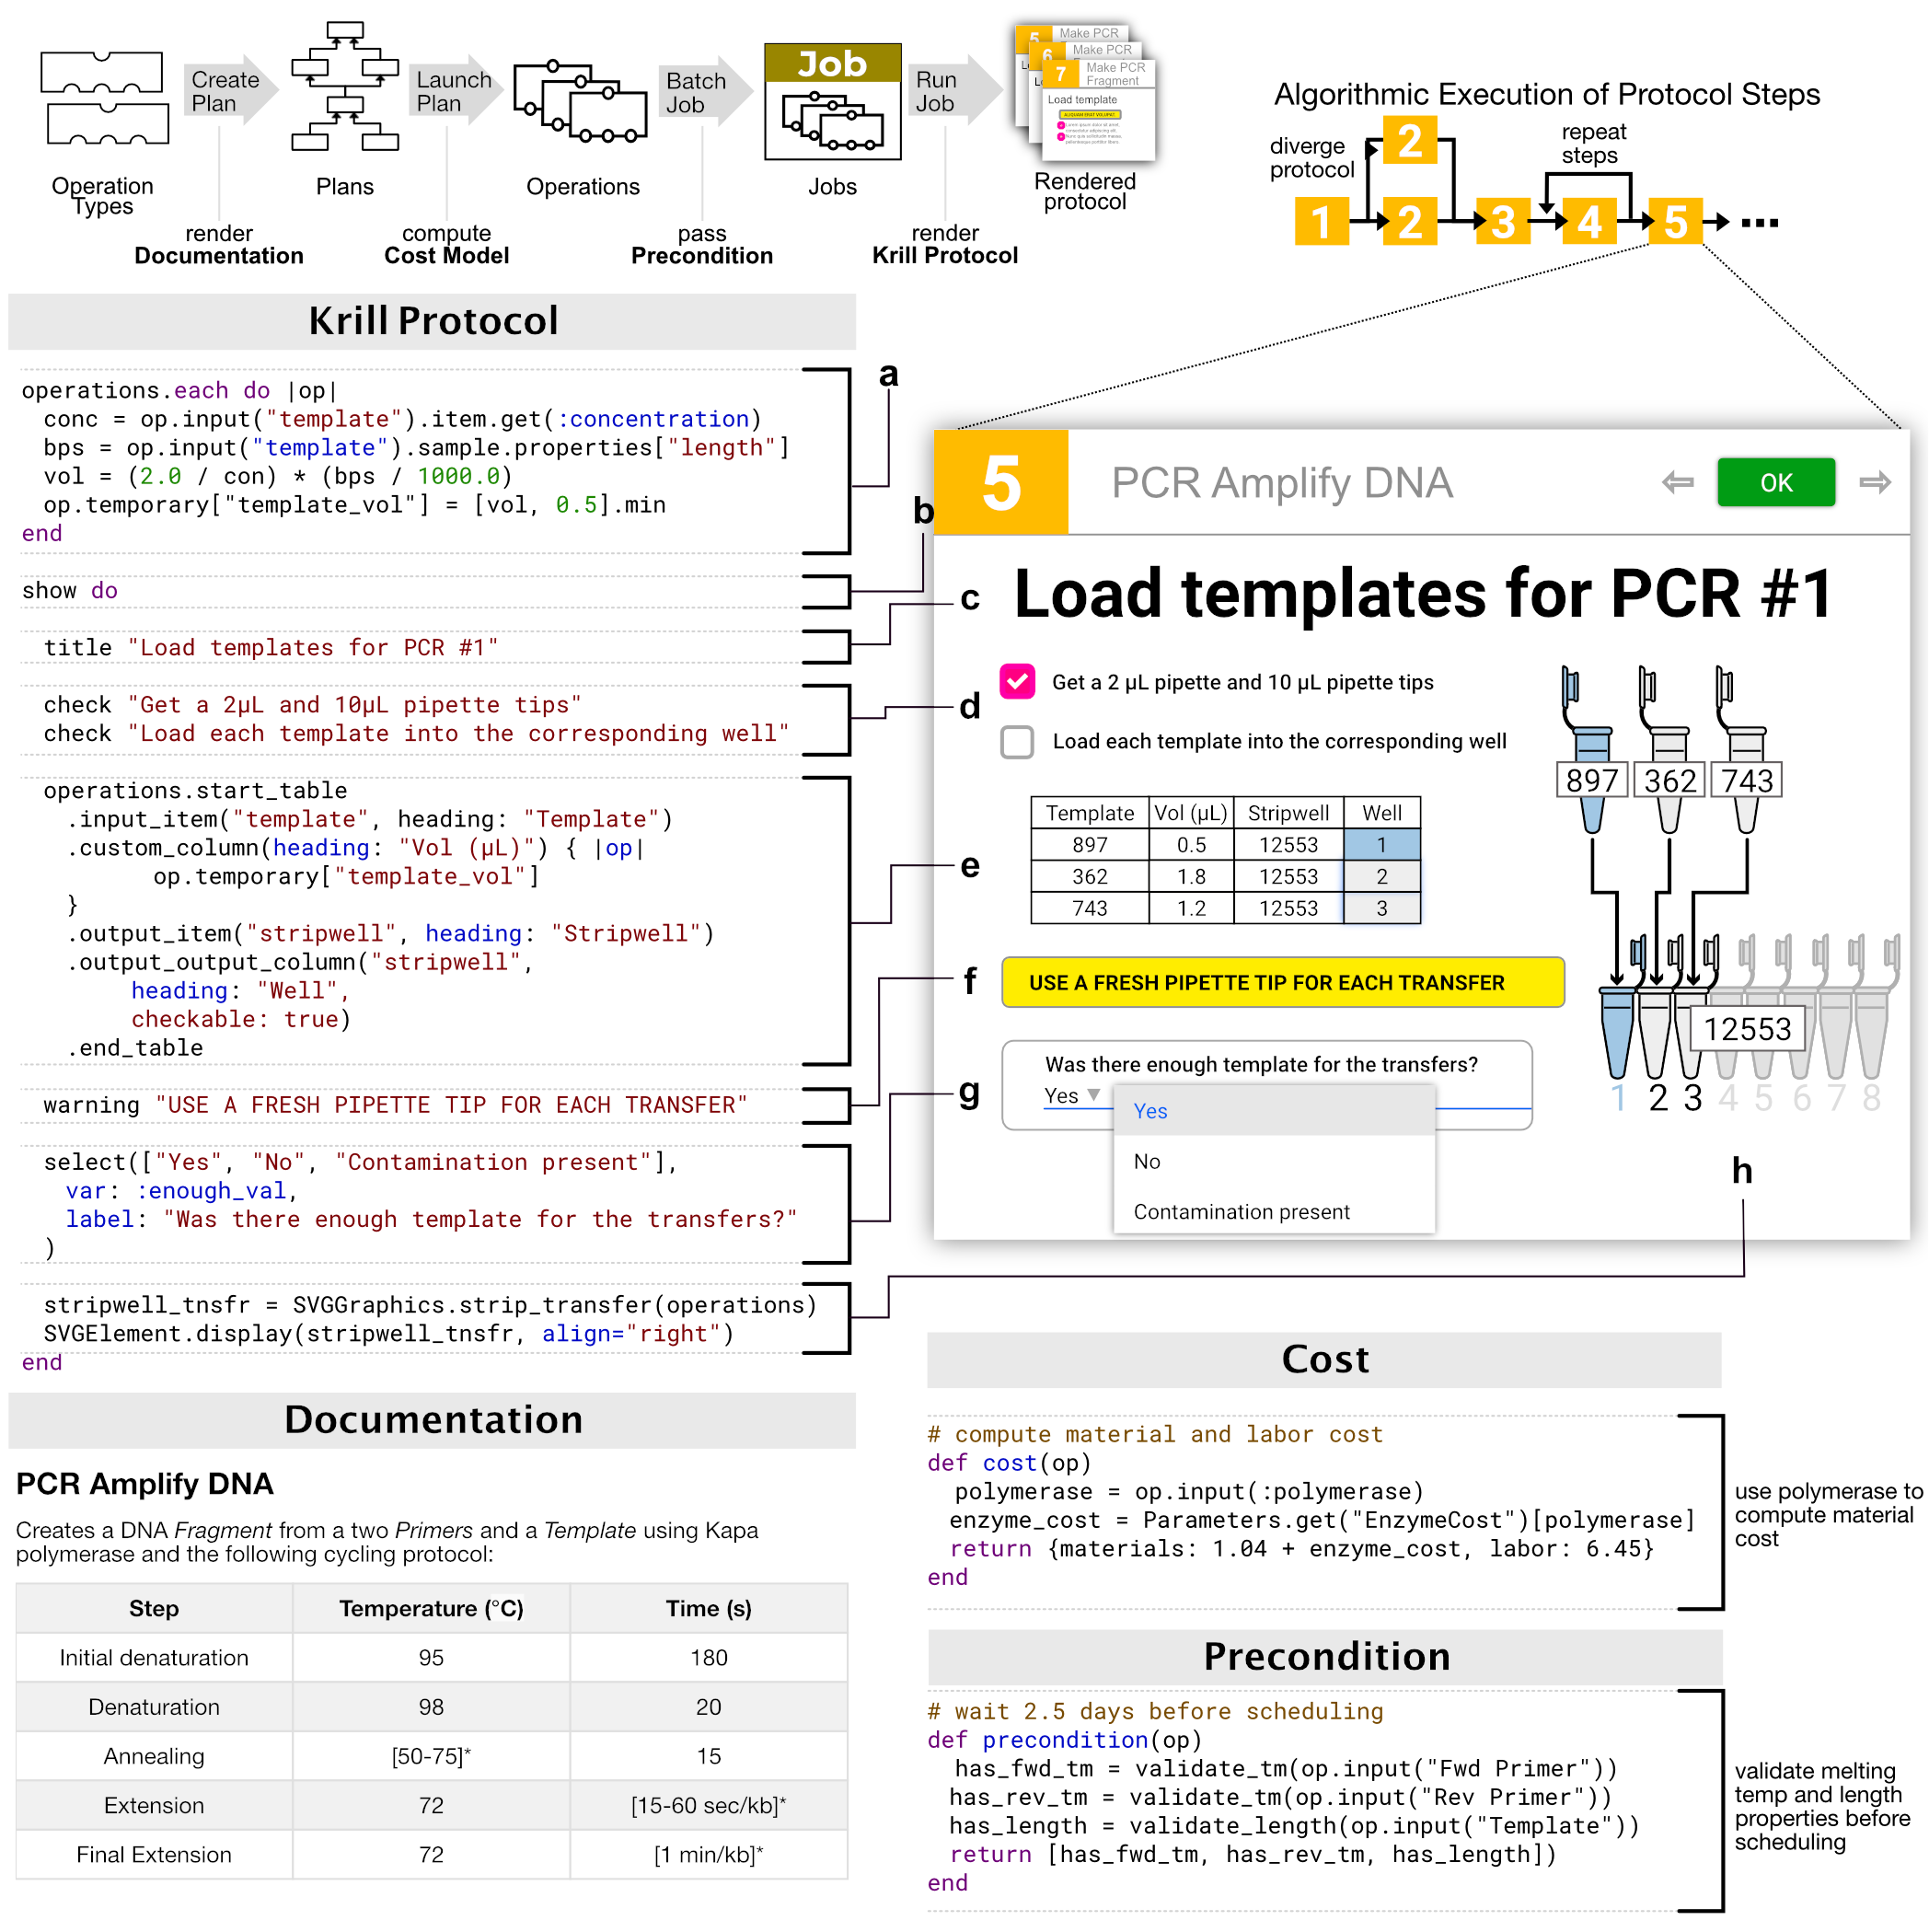 Create
Plan
Launch
Plan
Batch
Job
Job
Run
Job
5 Make PCR
6 Make PCR
7 Make PCR
Fragment
Load template
Operation
Types
Plans
Operations
Jobs
Rendered
protocol
render
Documentation
compute
Cost Model
pass
Precondition
render
Krill Protocol
Algorithmic Execution of Protocol Steps
diverge
protocol
repeat
steps
2
1 2 3 4 5 ...
Krill Protocol
operations.each do |op|
conc = op.input("template").item.get(:concentration)
bps = op.input("template").sample.properties["length"]
vol = (2.0 / con) * (bps / 1000.0)
op.temporary["template_vol"] = [vol, 0.5].min
end
show do
title "Load templates for PCR #1"
check "Get a 2µL and 10µL pipette tips"
check "Load each template into the corresponding well"
operations.start_table
.input_item("template", heading: "Template")
.custom_column(heading: "Vol (µL)") { |op|
op.temporary["template_vol"]
}
.output_item("stripwell", heading: "Stripwell")
.output_output_column("stripwell",
heading: "Well",
checkable: true)
.end_table
warning "USE A FRESH PIPETTE TIP FOR EACH TRANSFER"
select(["Yes", "No", "Contamination present"],
var: :enough_val,
label: "Was there enough template for the transfers?"
)
stripwell_tnsfr = SVGGraphics.strip_transfer(operations)
SVGElement.display(stripwell_tnsfr, align="right")
end
a
b
c
d
e
f
g
h
5 PCR Amplify DNA OK
Load templates for PCR #1
Get a 2 µL pipette and 10 µL pipette tips
Load each template into the corresponding well
Template Vol (µL) Stripwell Well
897 0.5 12553 1
362 1.8 12553 2
743 1.2 12553 3
USE A FRESH PIPETTE TIP FOR EACH TRANSFER
Was there enough template for the transfers?
Yes
Yes
No
Contamination present
897 362 743
12553
1 2 3 4 5 6 7 8
Documentation
PCR Amplify DNA
Creates a DNA Fragment from a two Primers and a Template using Kapa
polymerase and the following cycling protocol:
Step Temperature (°C) Time (s)
Initial denaturation 95 180
Denaturation 98 20
Annealing [50-75]* 15
Extension 72 [15-60 sec/kb]*
Final Extension 72 [1 min/kb]*
Cost
# compute material and labor cost
def cost(op)
polymerase = op.input(:polymerase)
enzyme_cost = Parameters.get("EnzymeCost")[polymerase]
return {materials: 1.04 + enzyme_cost, labor: 6.45}
end
use polymerase to
compute material
cost
Precondition
# wait 2.5 days before scheduling
def precondition(op)
has_fwd_tm = validate_tm(op.input("Fwd Primer"))
has_rev_tm = validate_tm(op.input("Rev Primer"))
has_length = validate_length(op.input("Template"))
return [has_fwd_tm, has_rev_tm, has_length])
end
validate melting
temp and length
properties before
scheduling